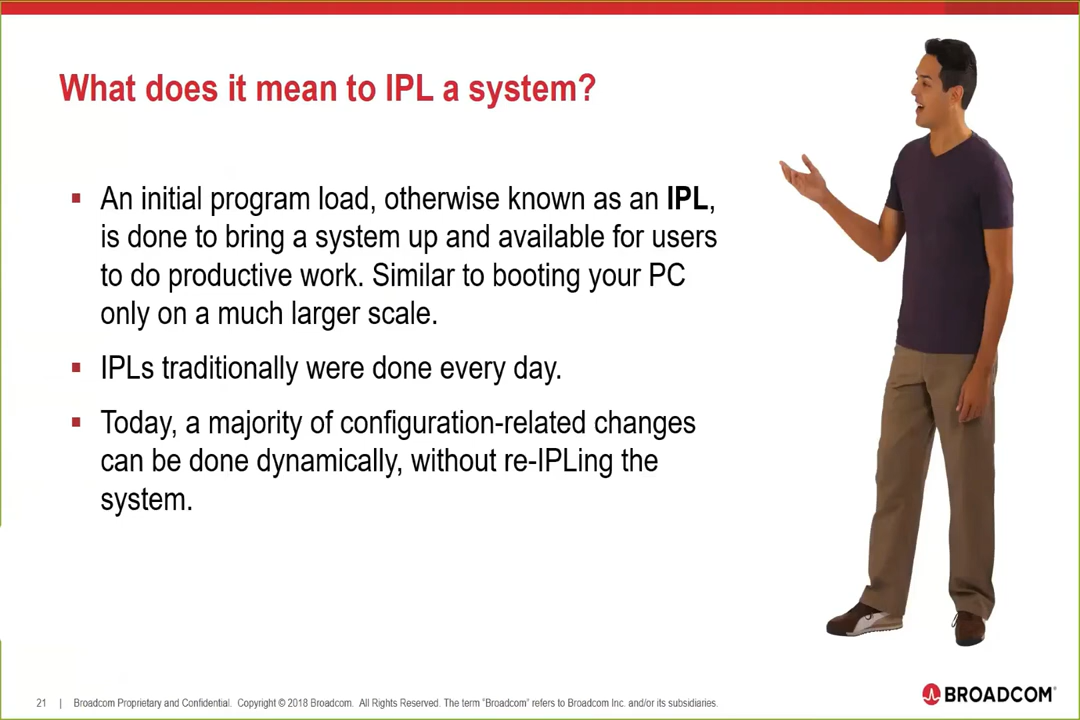 What does it mean to IPL a system?
▪ An initial program load, otherwise known as an IPL,
is done to bring a system up and available for users
to do productive work. Similar to booting your PC
only on a much larger scale.
▪ IPLs traditionally were done every day.
▪ Today, a majority of configuration-related changes
can be done dynamically, without re-IPLing the
system.
21 | Broadcom Proprietary and Confidential. Copyright © 2018 Broadcom. All Rights Reserved. The term "Broadcom" refers to Broadcom Inc. and/or its subsidiaries.
BROADCOM®